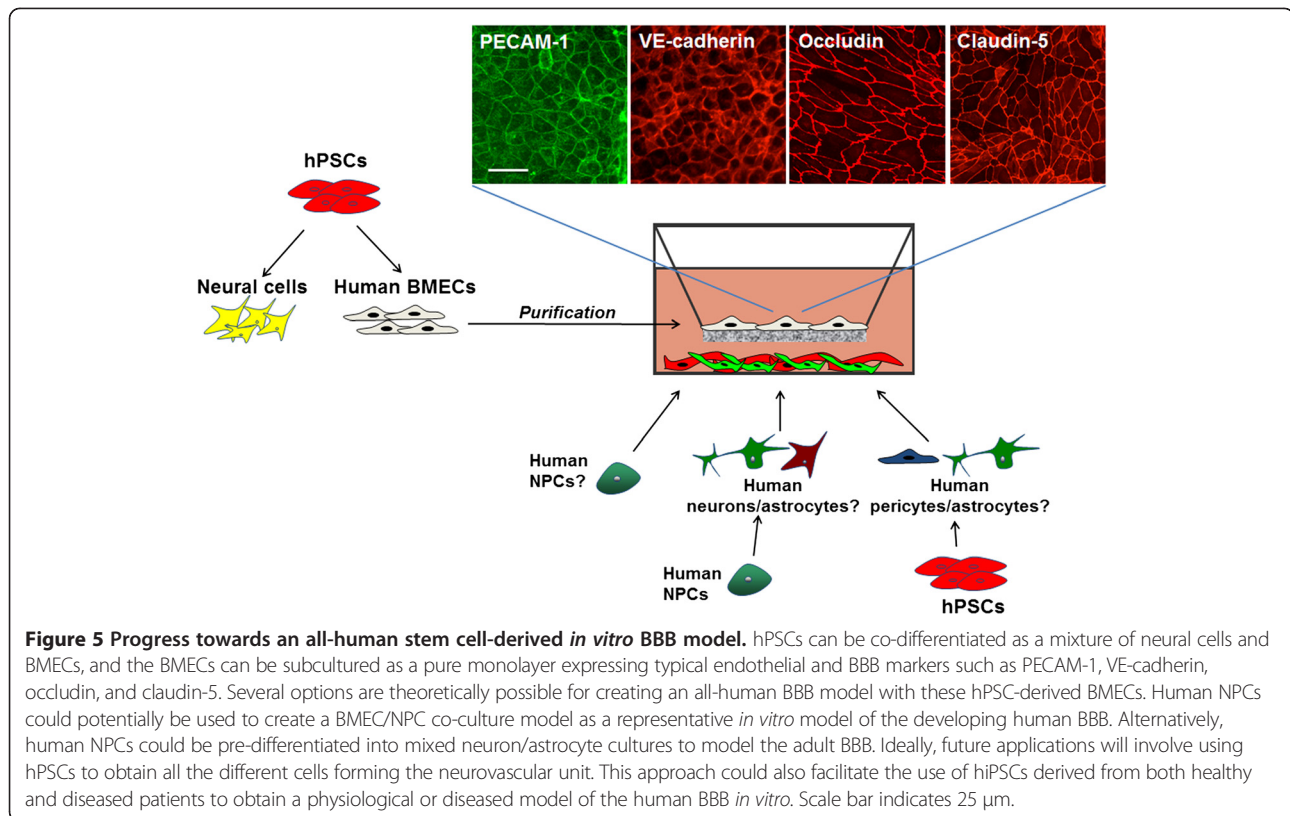 PECAM-1
VE-cadherin
Occludin
Claudin-5
hPSCs
Neural cells
Human BMECs
Purification
Human
NPCs?
Human
neurons/astrocytes?
Human
pericytes/astrocytes?
Human
NPCs
hPSCs
Figure 5 Progress towards an all-human stem cell-derived in vitro BBB model. hPSCs can be co-differentiated as a mixture of neural cells and
BMECs, and the BMECs can be subcultured as a pure monolayer expressing typical endothelial and BBB markers such as PECAM-1, VE-cadherin,
occludin, and claudin-5. Several options are theoretically possible for creating an all-human BBB model with these hPSC-derived BMECs. Human NPCs
could potentially be used to create a BMEC/NPC co-culture model as a representative in vitro model of the developing human BBB. Alternatively,
human NPCs could be pre-differentiated into mixed neuron/astrocyte cultures to model the adult BBB. Ideally, future applications will involve using
hPSCs to obtain all the different cells forming the neurovascular unit. This approach could also facilitate the use of hiPSCs derived from both healthy
and diseased patients to obtain a physiological or diseased model of the human BBB in vitro. Scale bar indicates 25 μm.